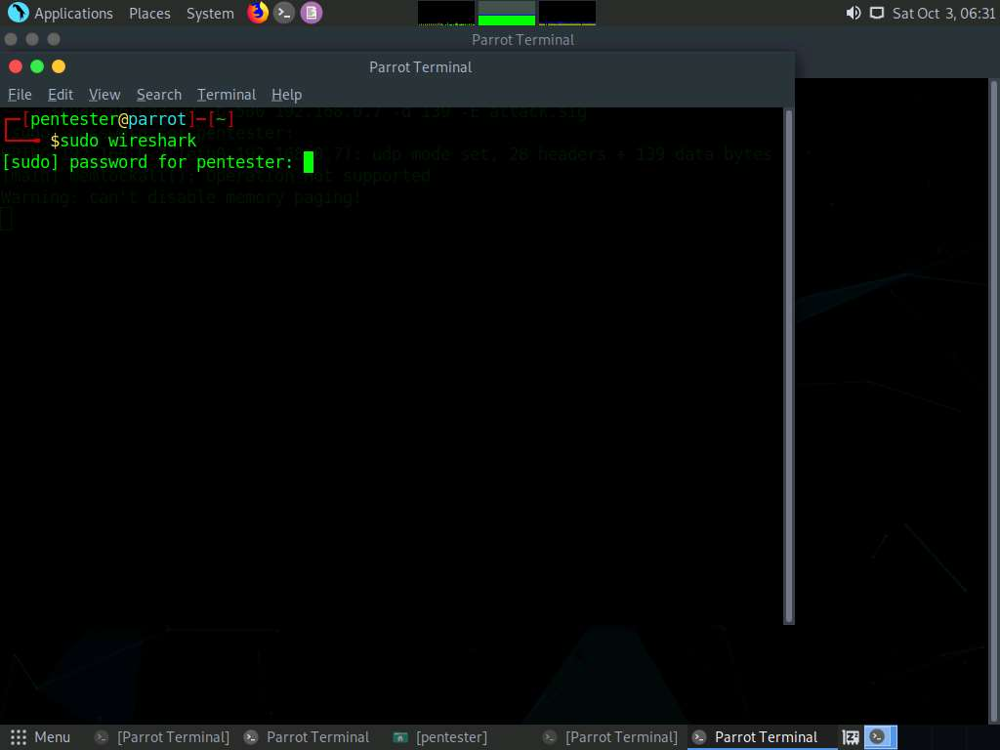 Applications Places System Sat Oct 3, 06:31
Parrot Terminal
Parrot Terminal
File Edit View Search Terminal Help
192.168.0.7 -d 139 -E attack.sig
┌─[pentester@parrot]─[~]
└──╼ $sudo wireshark
pentester:
[sudo] password for pentester:
7): udp mode set, 28 headers + 139 data bytes
[main] memlockall(): operation not supported
Warning: can't disable memory paging!
Menu [Parrot Terminal] Parrot Terminal [pentester] [Parrot Terminal] Parrot Terminal